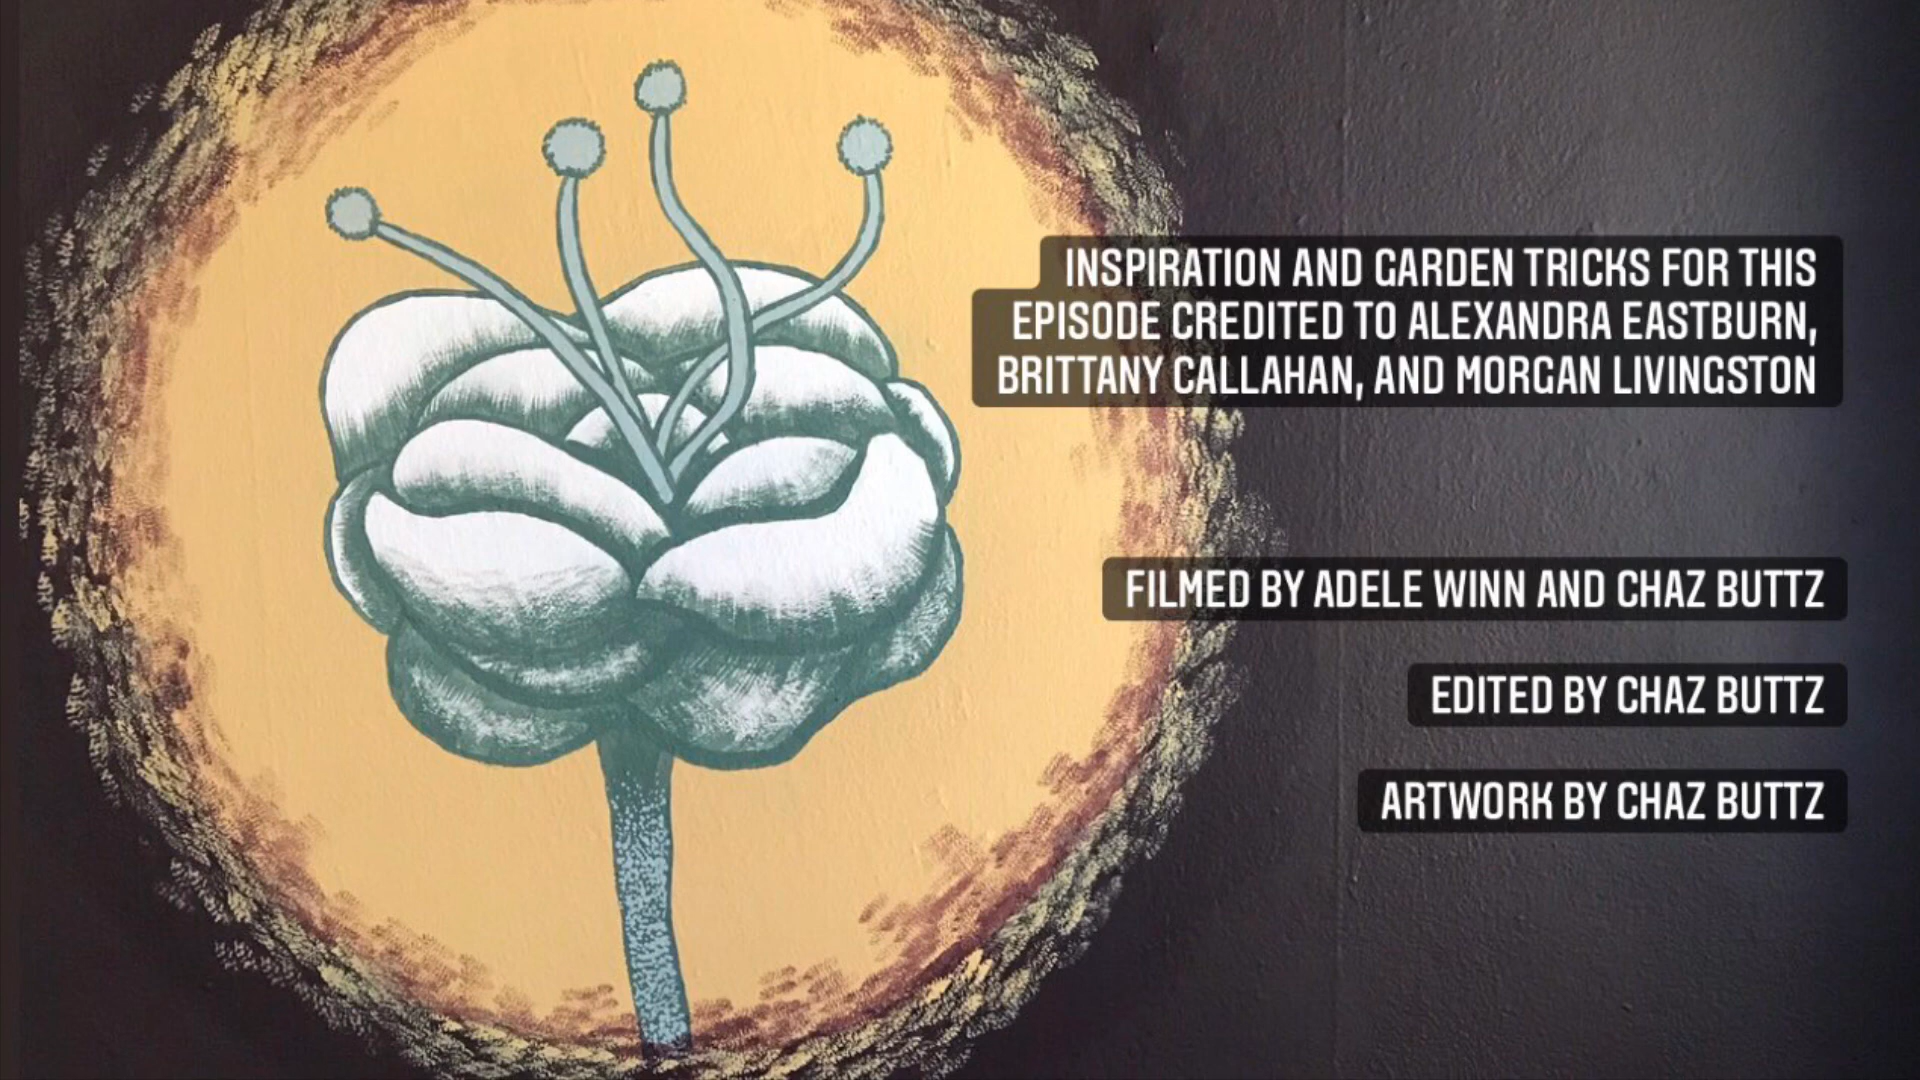 INSPIRATION AND GARDEN TRICKS FOR THIS
EPISODE CREDITED TO ALEXANDRA EASTBURN,
BRITTANY CALLAHAN, AND MORGAN LIVINGSTON
FILMED BY ADELE WINN AND CHAZ BUTTZ
EDITED BY CHAZ BUTTZ
ARTWORK BY CHAZ BUTTZ